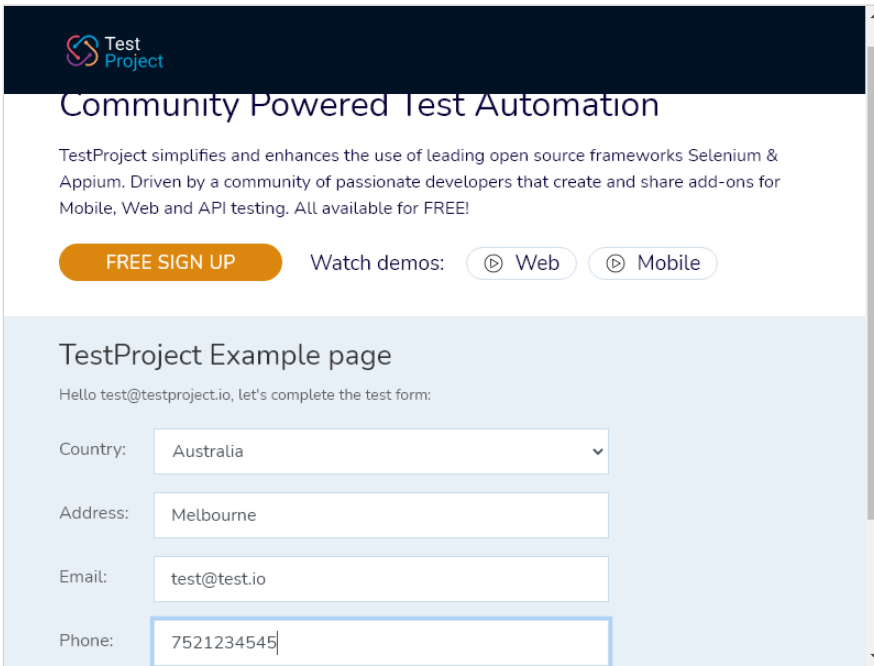 Test
Project
Community Powered Test Automation
TestProject simplifies and enhances the use of leading open source frameworks Selenium &
Appium. Driven by a community of passionate developers that create and share add-ons for
Mobile, Web and API testing. All available for FREE!
FREE SIGN UP Watch demos: Web Mobile
TestProject Example page
Hello test@testproject.io, let's complete the test form:
Country: Australia
Address: Melbourne
Email: test@test.io
Phone: 7521234545